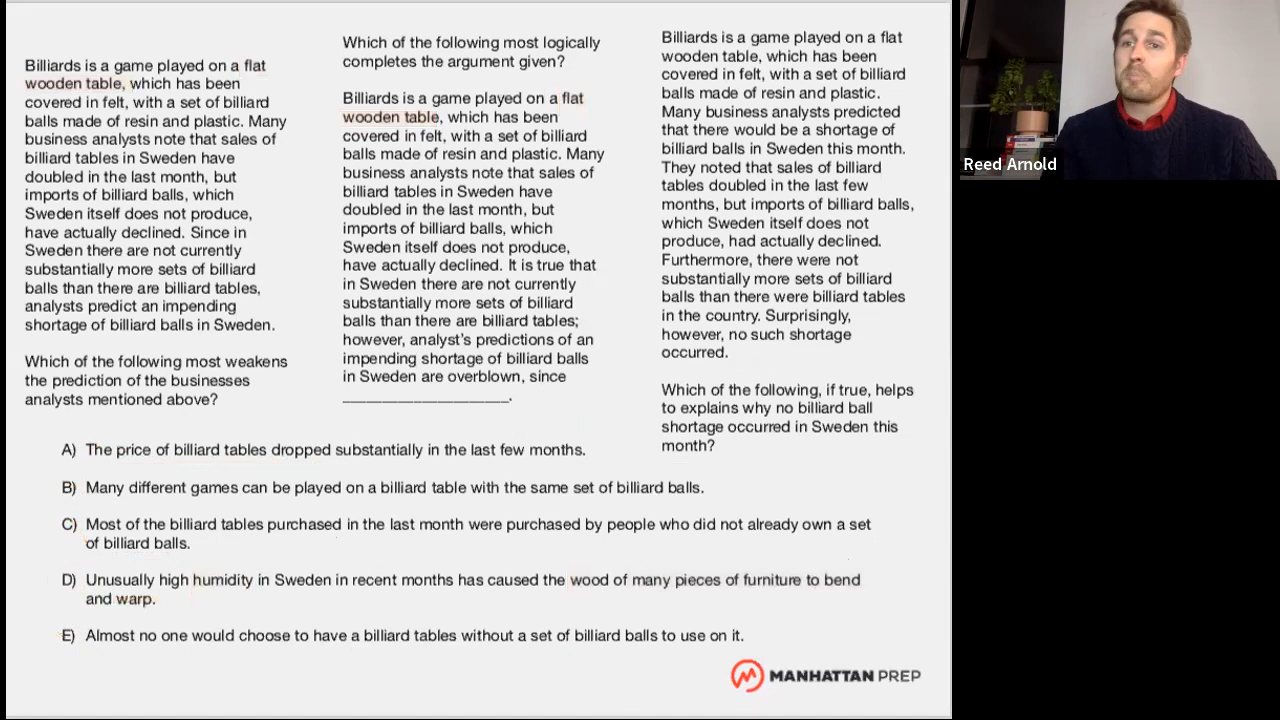 Billiards is a game played on a flat
wooden table, which has been
covered in felt, with a set of billiard
balls made of resin and plastic. Many
business analysts note that sales of
billiard tables in Sweden have
doubled in the last month, but
imports of billiard balls, which
Sweden itself does not produce,
have actually declined. Since in
Sweden there are not currently
substantially more sets of billiard
balls than there are billiard tables,
analysts predict an impending
shortage of billiard balls in Sweden.
Which of the following most weakens
the prediction of the businesses
analysts mentioned above?
Which of the following most logically
completes the argument given?
Billiards is a game played on a flat
wooden table, which has been
covered in felt, with a set of billiard
balls made of resin and plastic. Many
business analysts note that sales of
billiard tables in Sweden have
doubled in the last month, but
imports of billiard balls, which
Sweden itself does not produce,
have actually declined. It is true that
in Sweden there are not currently
substantially more sets of billiard
balls than there are billiard tables;
however, analyst's predictions of an
impending shortage of billiard balls
in Sweden are overblown, since
____________________.
Billiards is a game played on a flat
wooden table, which has been
covered in felt, with a set of billiard
balls made of resin and plastic.
Many business analysts predicted
that there would be a shortage of
billiard balls in Sweden this month.
They noted that sales of billiard
tables doubled in the last few
months, but imports of billiard balls,
which Sweden itself does not
produce, had actually declined.
Furthermore, there were not
substantially more sets of billiard
balls than there were billiard tables
in the country. Surprisingly,
however, no such shortage
occurred.
Which of the following, if true, helps
to explains why no billiard ball
shortage occurred in Sweden this
month?
A) The price of billiard tables dropped substantially in the last few months.
B) Many different games can be played on a billiard table with the same set of billiard balls.
C) Most of the billiard tables purchased in the last month were purchased by people who did not already own a set
of billiard balls.
D) Unusually high humidity in Sweden in recent months has caused the wood of many pieces of furniture to bend
and warp.
E) Almost no one would choose to have a billiard tables without a set of billiard balls to use on it.
MANHATTAN PREP
Reed Arnold